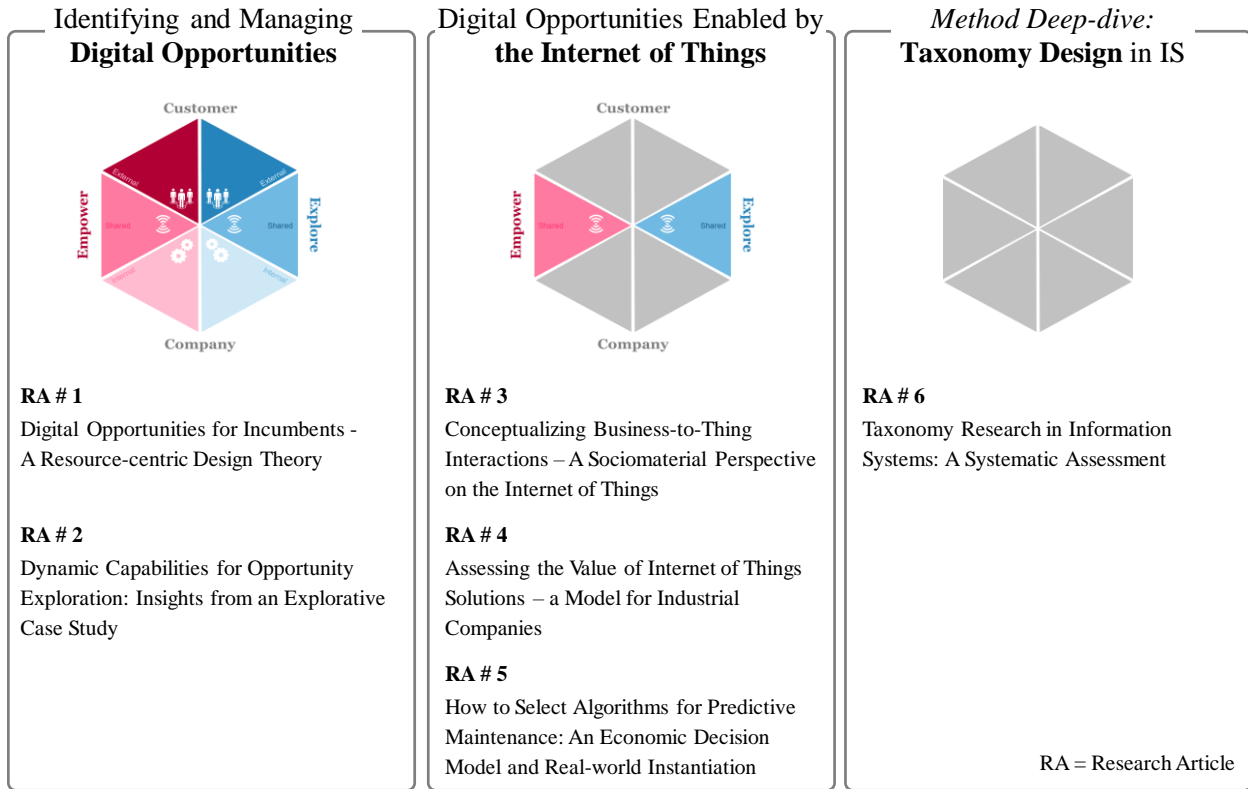 Identifying and Managing
Digital Opportunities
Customer
External
External
Empower
Shared
Shared
Explore
Internal
Internal
Company
RA # 1
Digital Opportunities for Incumbents -
A Resource-centric Design Theory
RA # 2
Dynamic Capabilities for Opportunity
Exploration: Insights from an Explorative
Case Study
Digital Opportunities Enabled by
the Internet of Things
Customer
Empower
Shared
Shared
Explore
Company
RA # 3
Conceptualizing Business-to-Thing
Interactions – A Sociomaterial Perspective
on the Internet of Things
RA # 4
Assessing the Value of Internet of Things
Solutions – a Model for Industrial
Companies
RA # 5
How to Select Algorithms for Predictive
Maintenance: An Economic Decision
Model and Real-world Instantiation
Method Deep-dive:
Taxonomy Design in IS
RA # 6
Taxonomy Research in Information
Systems: A Systematic Assessment
RA = Research Article